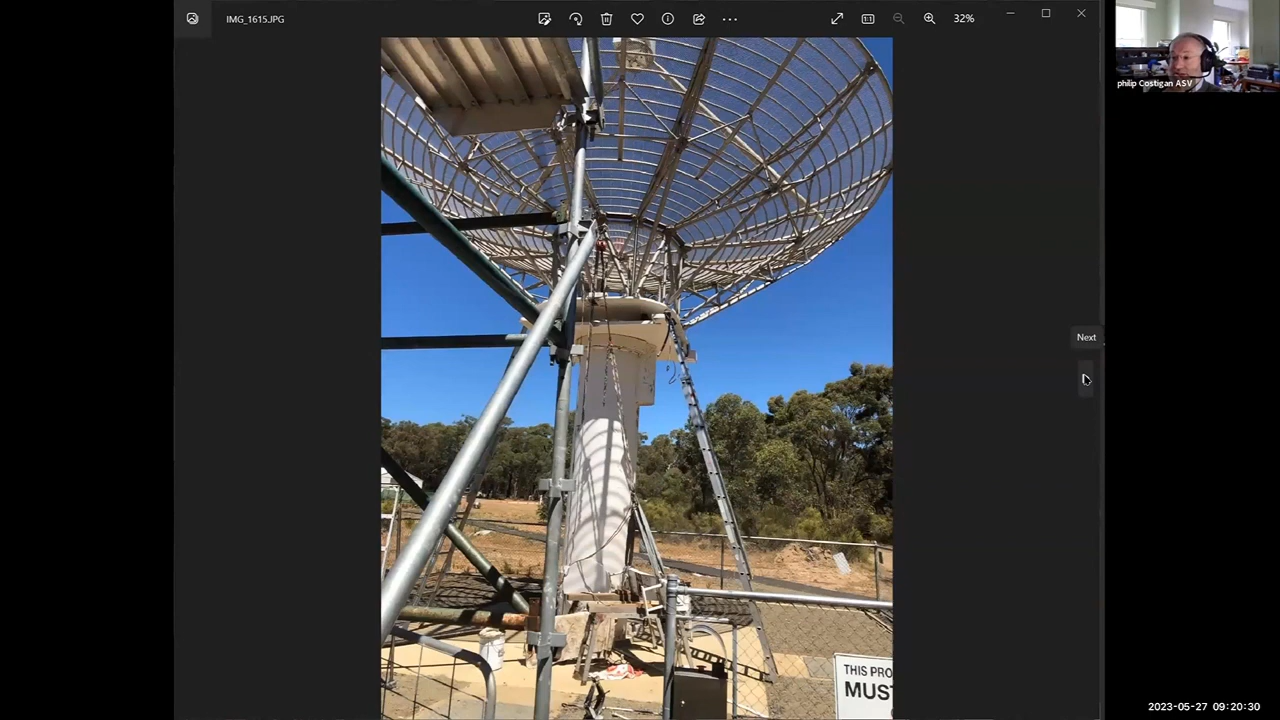 IMG_1615.JPG
32%
philip Costigan ASV
Next
THIS PRO
MUST
2023-05-27 09:20:30